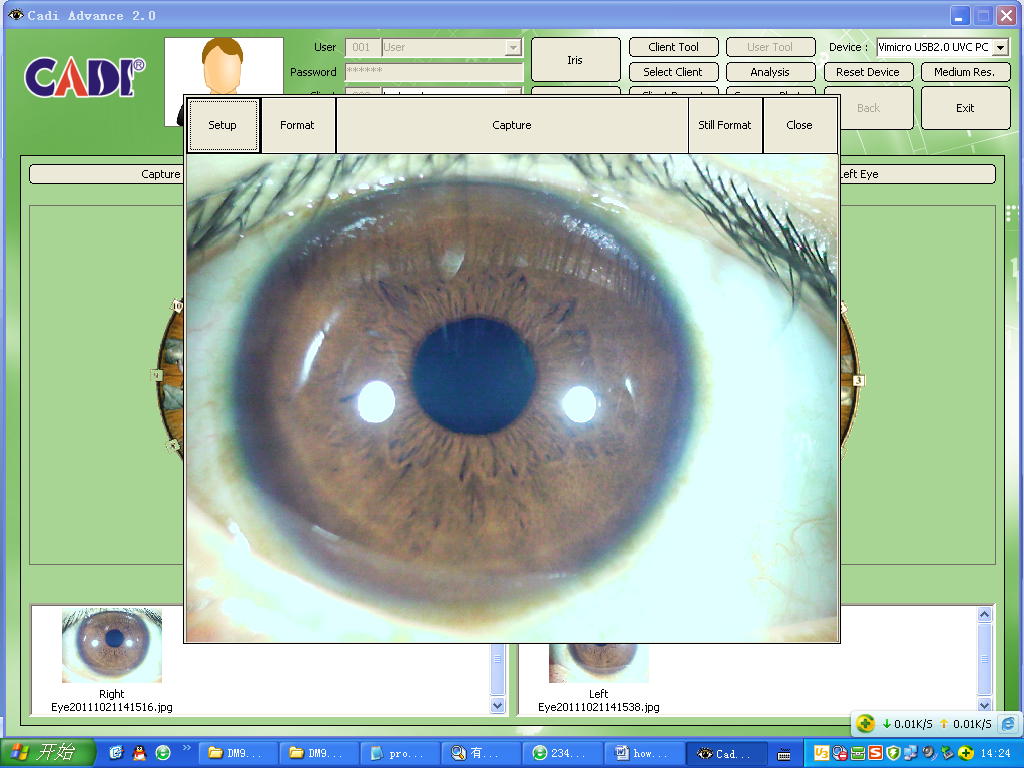 Cadi Advance 2.0
CADI®
User 001 User
Password ******
Iris
Client Tool
User Tool
Device : Vimicro USB2.0 UVC PC
Select Client
Analysis
Reset Device
Medium Res.
Back
Exit
Setup
Format
Capture
Still Format
Close
Capture
Left Eye
10
9
3
Right
Eye20111021141516.jpg
Left
Eye20111021141538.jpg
0.01K/S 0.01K/S
开始
DM9...
DM9...
pro...
有...
234...
how...
Cad...
14:24